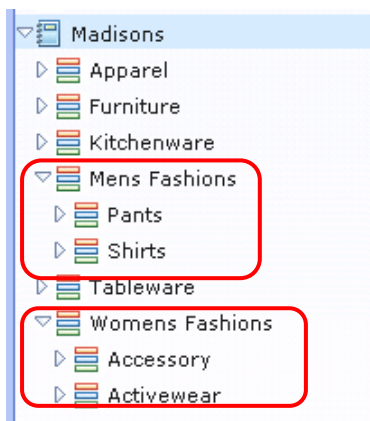 Madisons
Apparel
Furniture
Kitchenware
Mens Fashions
Pants
Shirts
Tableware
Womens Fashions
Accessory
Activewear